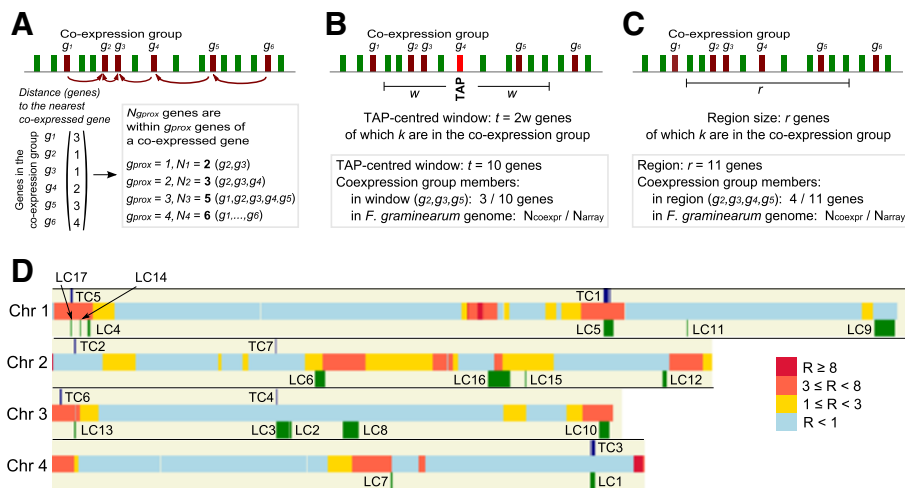 A
Co-expression group
g1 g2 g3 g4 g5 g6
Distance (genes)
to the nearest
co-expressed gene
Genes in the
co-expression group
g1 3
g2 1
g3 1
g4 2
g5 3
g6 4
Ngprox genes are
within gprox genes of
a co-expressed gene
gprox = 1, N1 = 2 (g2,g3)
gprox = 2, N2 = 3 (g2,g3,g4)
gprox = 3, N3 = 5 (g1,g2,g3,g4,g5)
gprox = 4, N4 = 6 (g1,...,g6)
B
Co-expression group
g1 g2 g3 g4 g5 g6
w TAP w
TAP-centred window: t = 2w genes
of which k are in the co-expression group
TAP-centred window: t = 10 genes
Coexpression group members:
in window (g2,g3,g5): 3 / 10 genes
in F. graminearum genome: Ncoexpr / Narray
C
Co-expression group
g1 g2 g3 g4 g5 g6
r
Region size: r genes
of which k are in the co-expression group
Region: r = 11 genes
Coexpression group members:
in region (g2,g3,g4,g5): 4 / 11 genes
in F. graminearum genome: Ncoexpr / Narray
D
LC17 LC14
TC5 TC1
Chr 1
LC4 LC5 LC11 LC9
TC2 TC7
Chr 2
LC6 LC16 LC15 LC12
TC6 TC4
Chr 3
LC13 LC3 LC2 LC8 LC10
TC3
Chr 4
LC7 LC1
R ≥ 8
3 ≤ R < 8
1 ≤ R < 3
R < 1